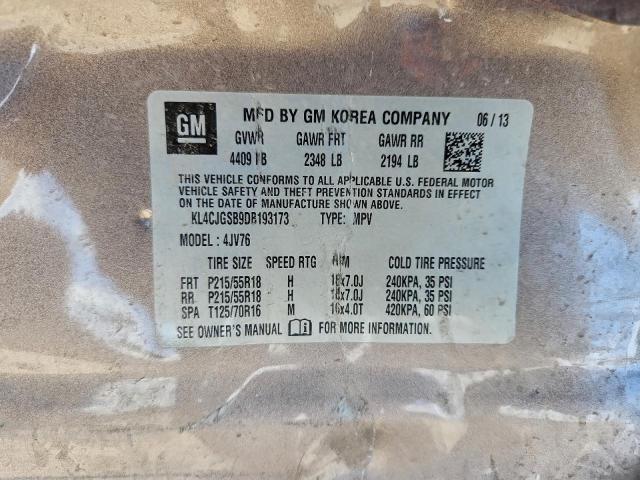 GM MFD BY GM KOREA COMPANY 06/13
GVWR GAWR FRT GAWR RR
4409 LB 2348 LB 2194 LB
THIS VEHICLE CONFORMS TO ALL APPLICABLE U.S. FEDERAL MOTOR
VEHICLE SAFETY AND THEFT PREVENTION STANDARDS IN EFFECT
ON THE DATE OF MANUFACTURE SHOWN ABOVE.
KL4CJGSB9DB193173 TYPE: MPV
MODEL: 4JV76
TIRE SIZE SPEED RTG RIM COLD TIRE PRESSURE
FRT P215/55R18 H 18x7.0J 240KPA, 35 PSI
RR P215/55R18 H 18x7.0J 240KPA, 35 PSI
SPA T125/70R16 M 16x4.0T 420KPA, 60 PSI
SEE OWNER'S MANUAL FOR MORE INFORMATION.